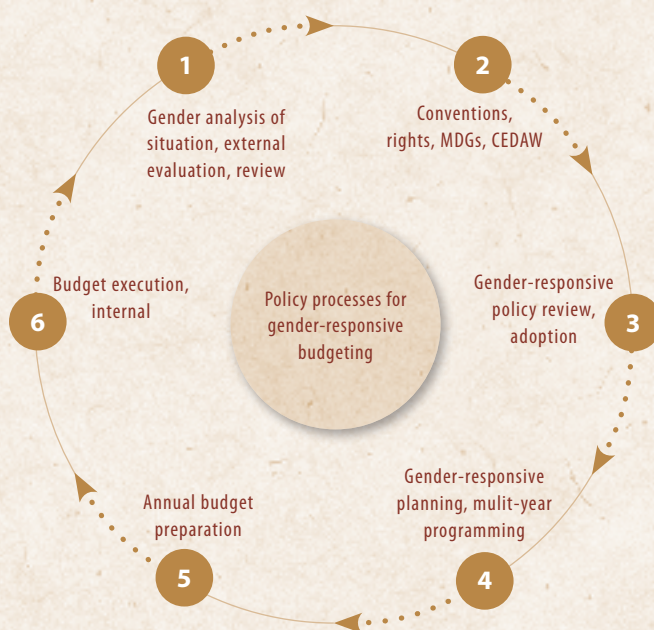 1
Gender analysis of
situation, external
evaluation, review
2
Conventions,
rights, MDGs, CEDAW
3
Gender-responsive
policy review,
adoption
4
Gender-responsive
planning, mulit-year
programming
5
Annual budget
preparation
6
Budget execution,
internal
Policy processes for
gender-responsive
budgeting